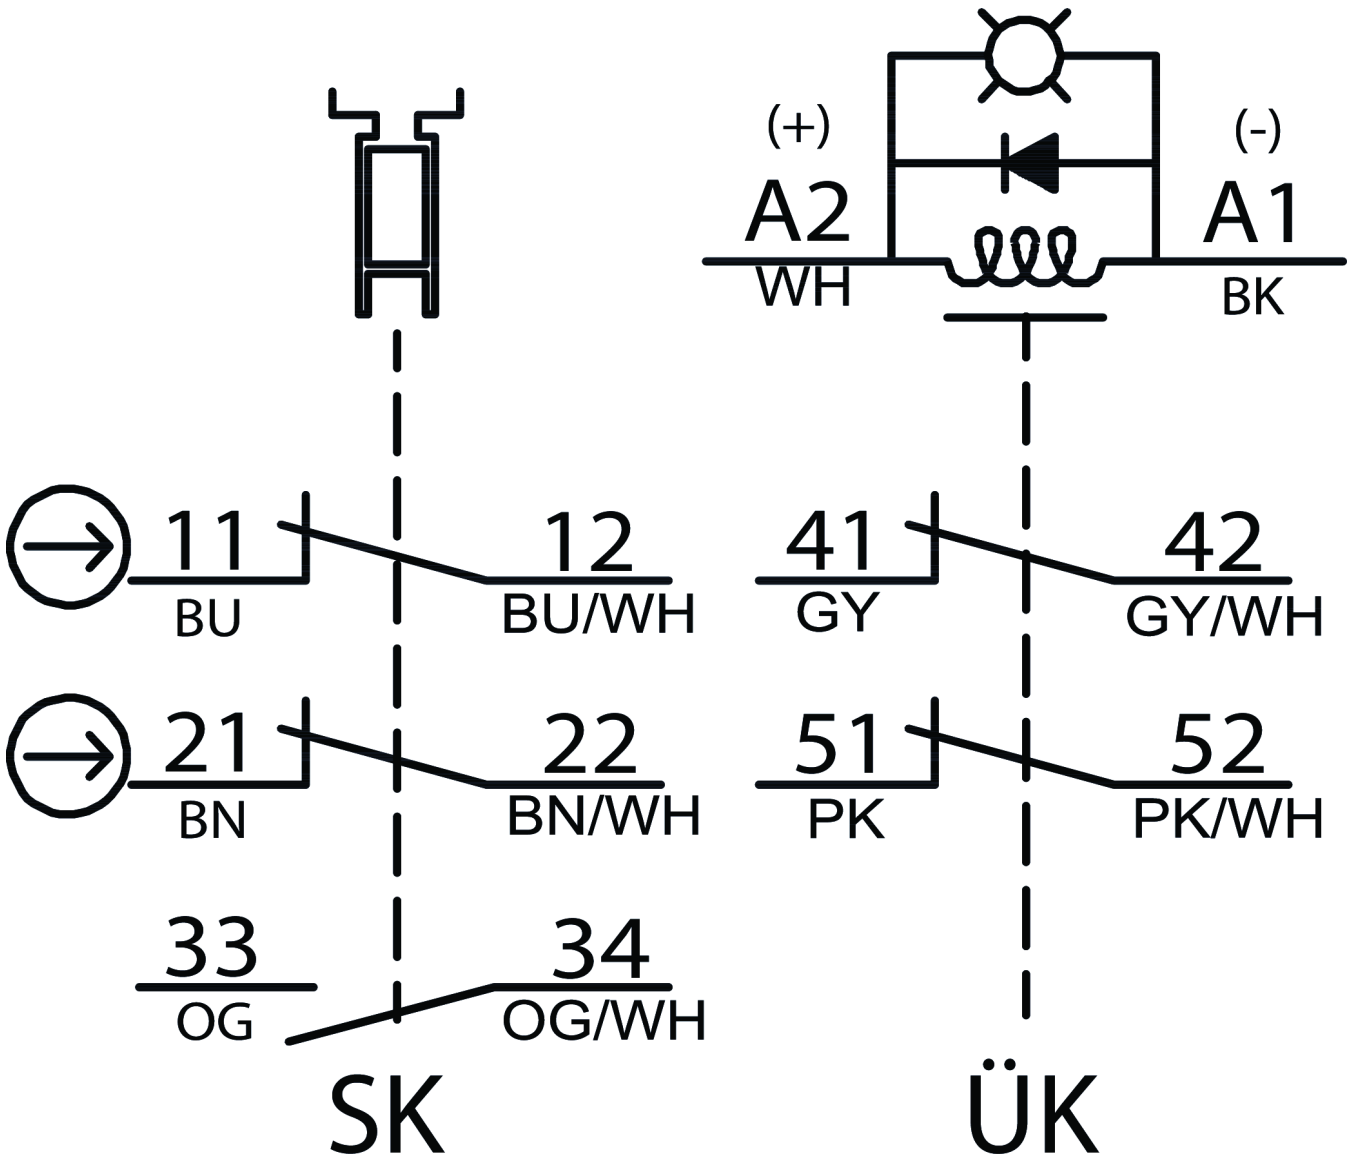 (+) (-)
A2 A1
WH BK
11 12 41 42
BU BU/WH GY GY/WH
21 22 51 52
BN BN/WH PK PK/WH
33 34
OG OG/WH
SK ÜK